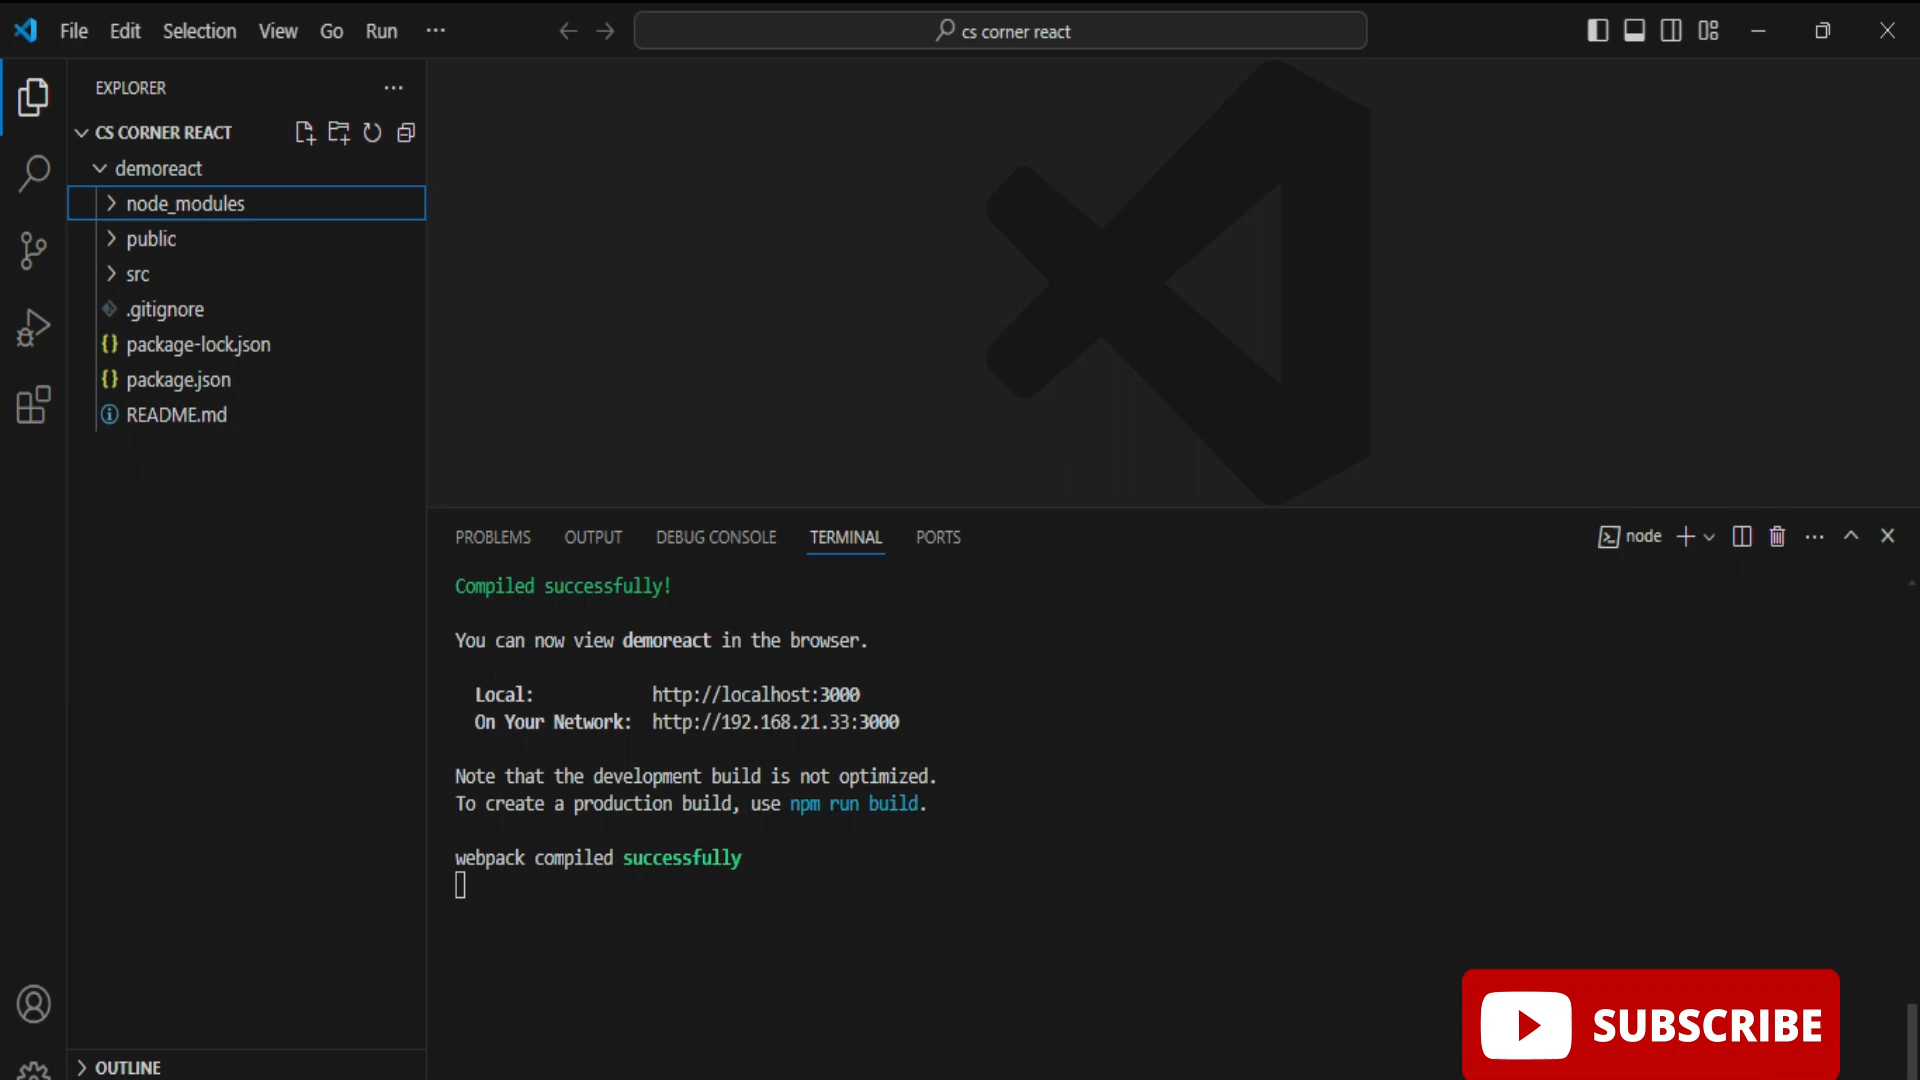 File Edit Selection View Go Run ···
cs corner react
EXPLORER
CS CORNER REACT
demoreact
node_modules
public
src
.gitignore
{} package-lock.json
{} package.json
README.md
OUTLINE
PROBLEMS OUTPUT DEBUG CONSOLE TERMINAL PORTS
node
Compiled successfully!
You can now view demoreact in the browser.
Local: http://localhost:3000
On Your Network: http://192.168.21.33:3000
Note that the development build is not optimized.
To create a production build, use npm run build.
webpack compiled successfully
SUBSCRIBE